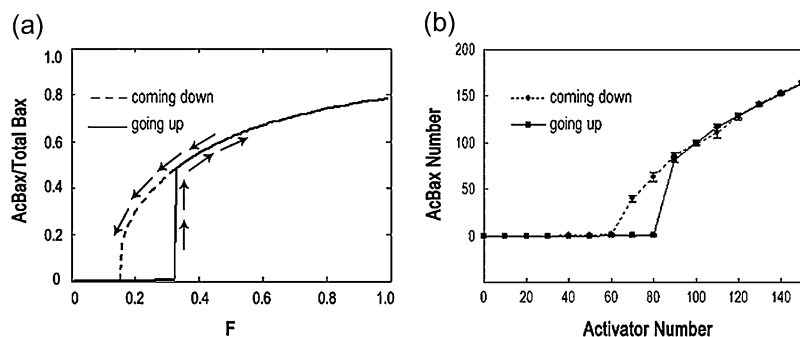 (a)
AcBax/Total Bax
1.0
0.8
0.6
0.4
0.2
0
coming down
going up
0 0.2 0.4 0.6 0.8 1.0
F
(b)
AcBax Number
200
150
100
50
0
coming down
going up
0 20 40 60 80 100 120 140
Activator Number